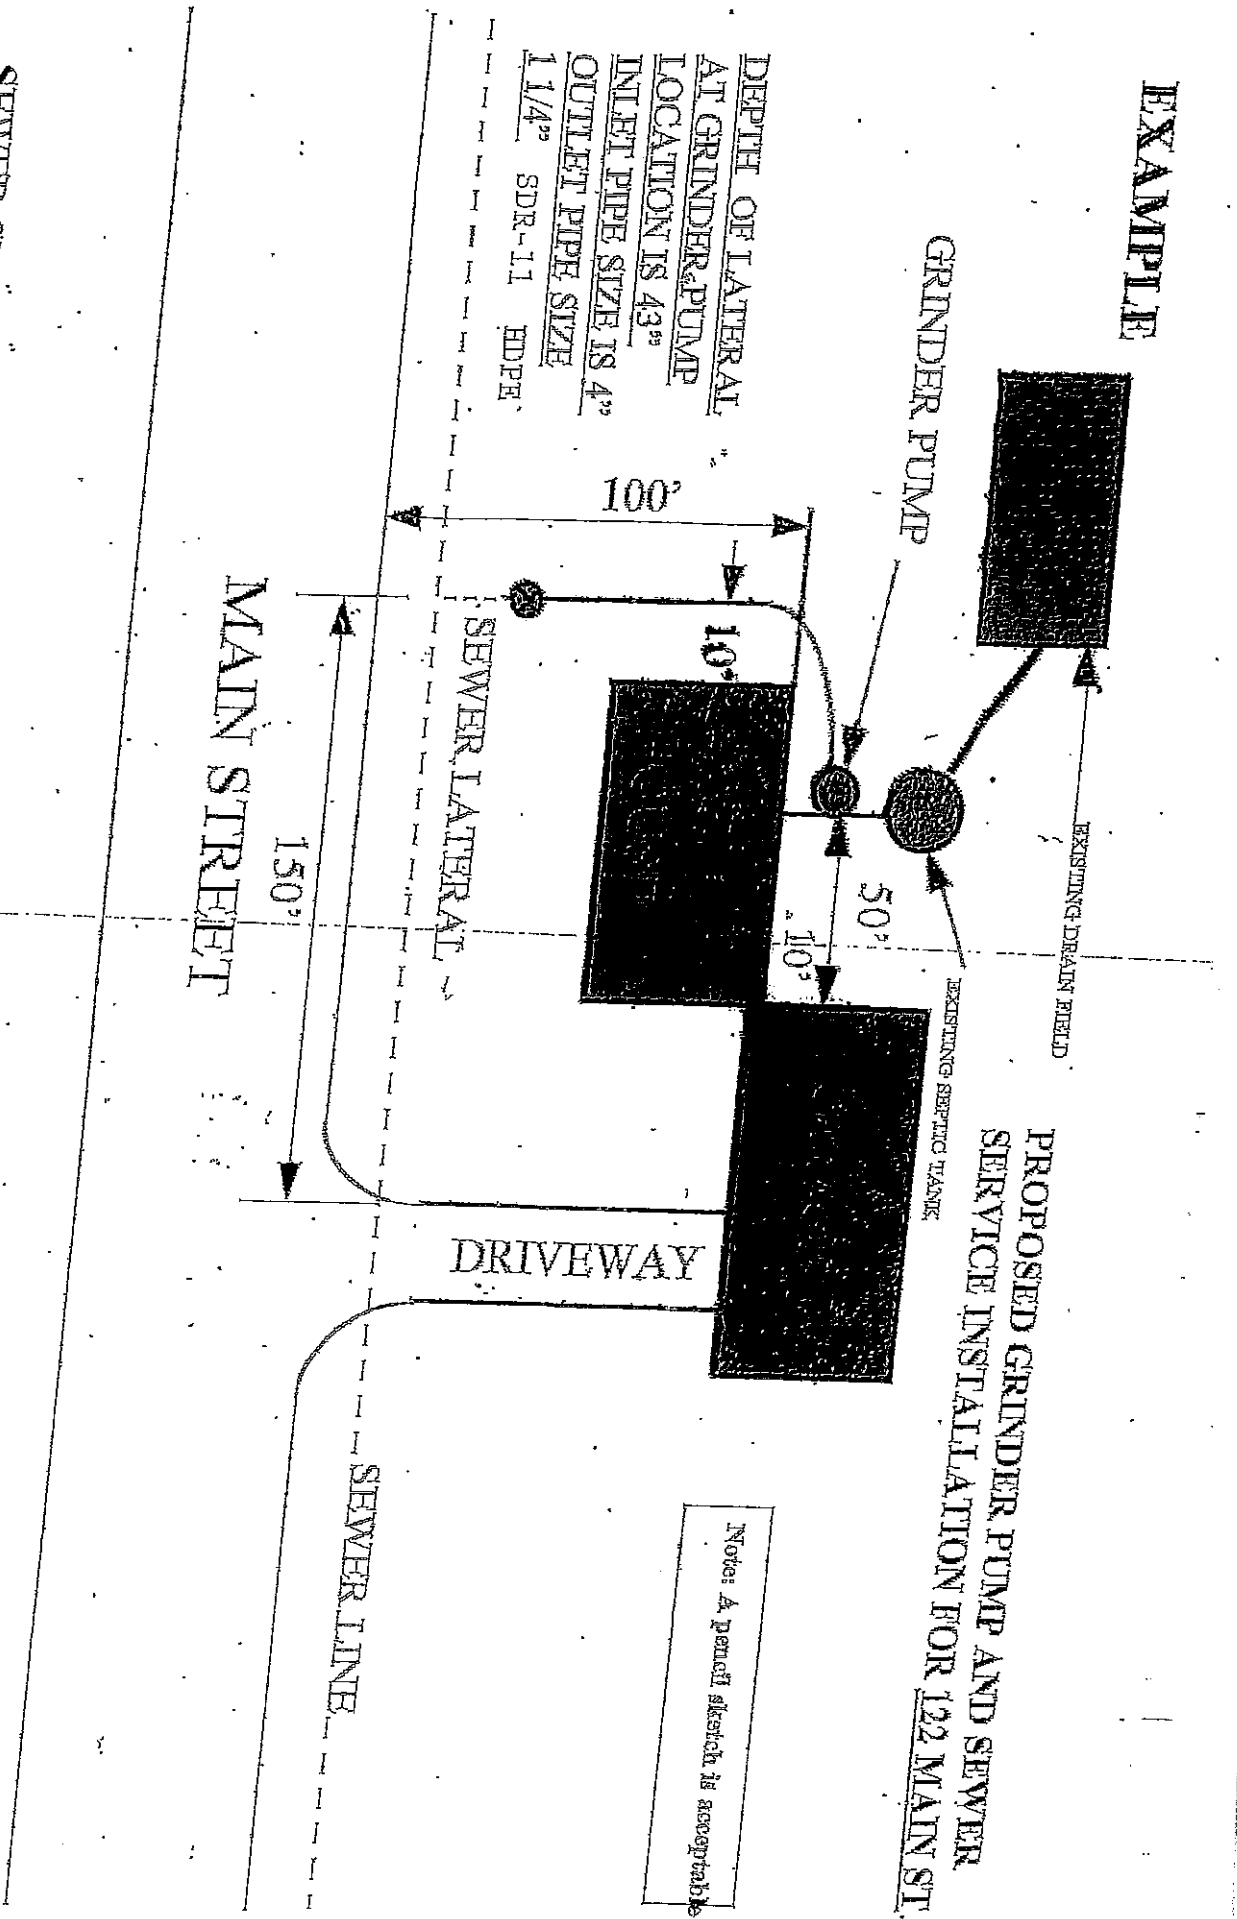 EXAMPLE
PROPOSED GRINDER PUMP AND SEWER
SERVICE INSTALLATION FOR 122 MAIN ST.
EXISTING DRAIN FIELD
GRINDER PUMP
EXISTING SEPTIC TANK
50'
10'
DEPTH OF LATERAL
AT GRINDER PUMP
LOCATION IS 43"
INLET PIPE SIZE IS 4"
OUTLET PIPE SIZE
1 1/4" SDR-11 HDPE
100'
10'
Note: A pencil sketch is acceptable
DRIVEWAY
SEWER LATERAL
SEWER LINE
150'
MAIN STREET